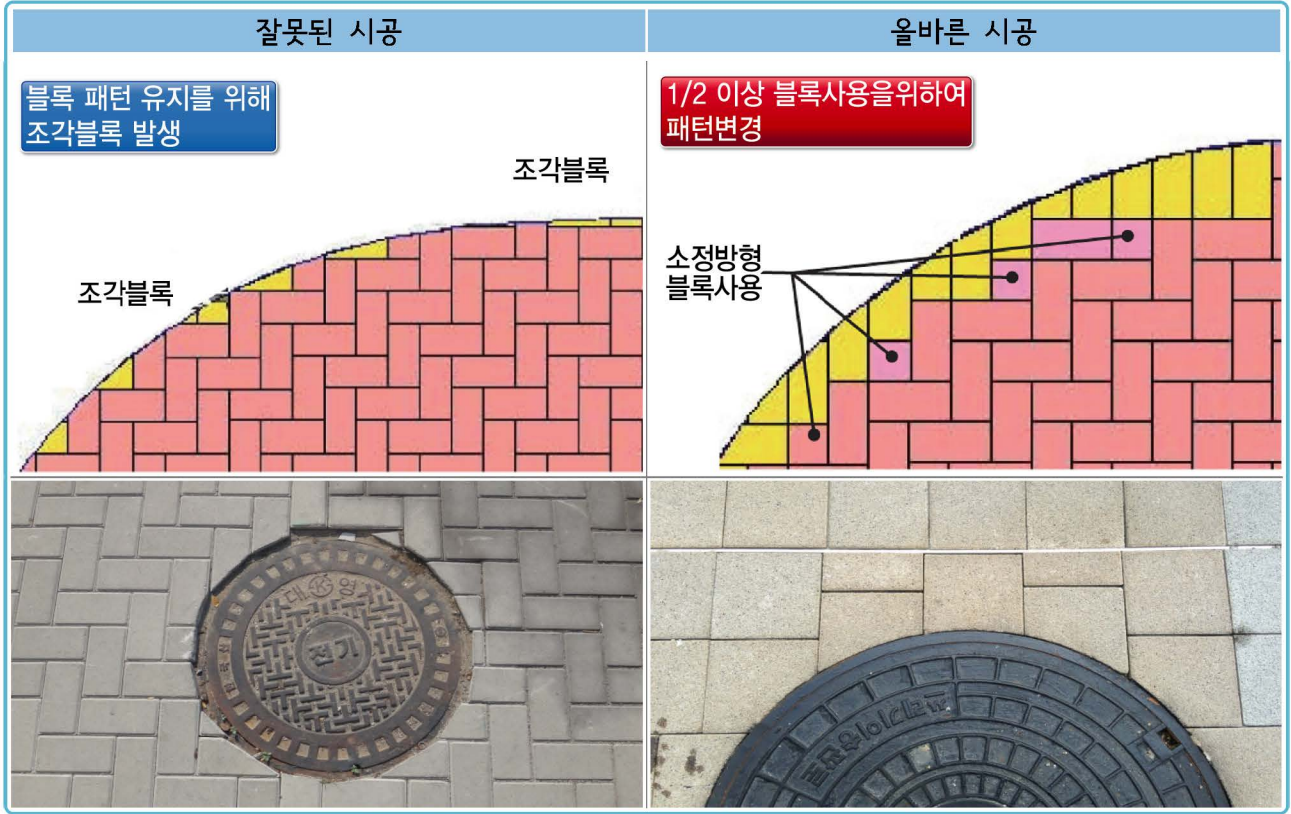 잘못된 시공
올바른 시공
블록 패턴 유지를 위해
조각블록 발생
조각블록
조각블록
1/2 이상 블록사용을위하여
패턴변경
소정방형
블록사용
전기